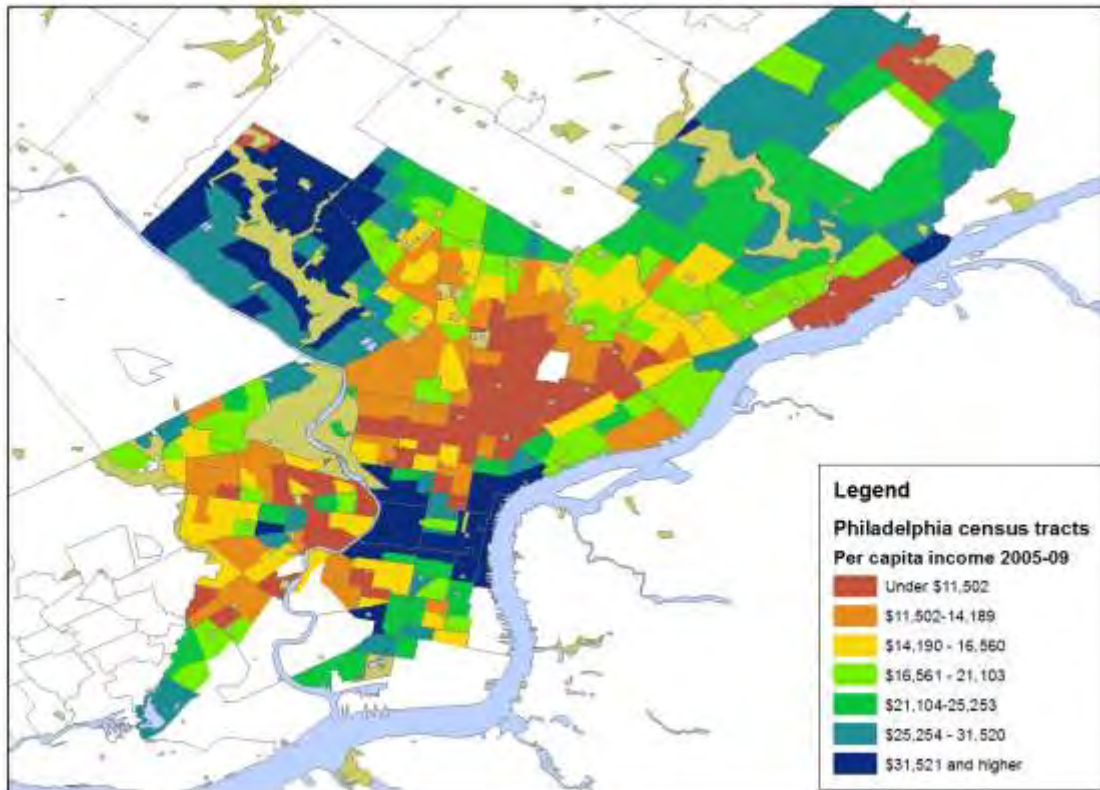 Legend
Philadelphia census tracts
Per capita income 2005-09
Under $11,502
$11,502-14,189
$14,190 - 16,560
$16,561 - 21,103
$21,104-25,253
$25,254 - 31,520
$31,521 and higher